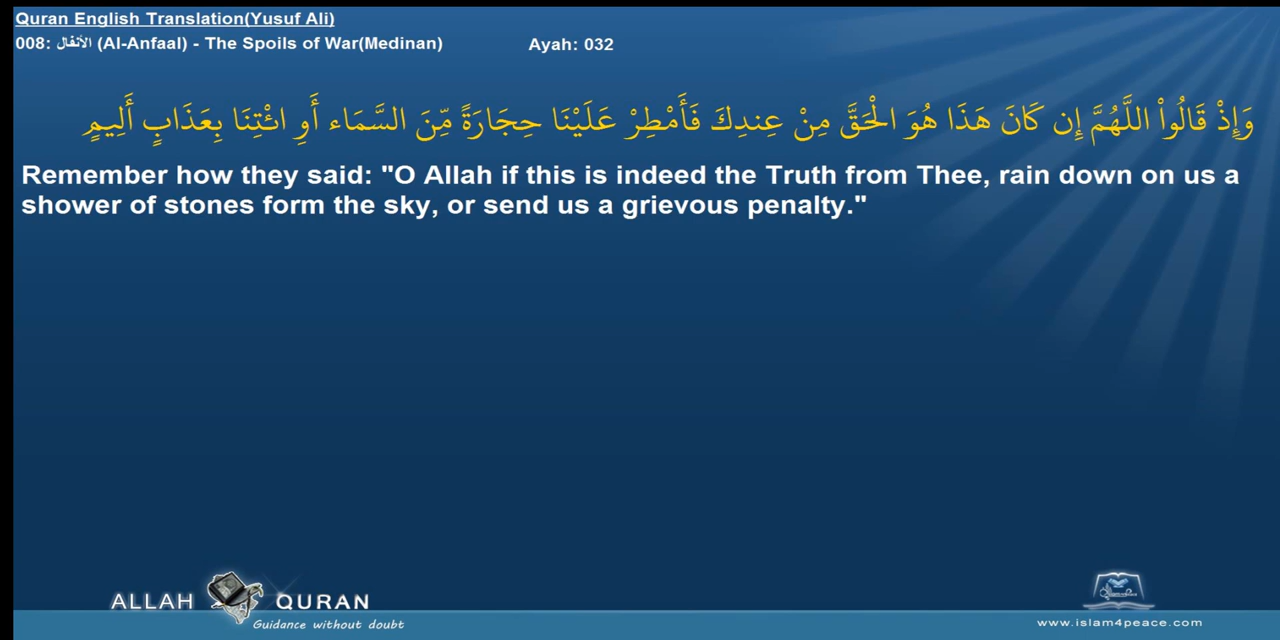 Quran English Translation(Yusuf Ali)
008: الأنفال (Al-Anfaal) - The Spoils of War(Medinan) Ayah: 032
وَإِذْ قَالُواْ اللَّهُمَّ إِن كَانَ هَذَا هُوَ الْحَقَّ مِنْ عِندِكَ فَأَمْطِرْ عَلَيْنَا حِجَارَةً مِّنَ السَّمَاء أَوِ ائْتِنَا بِعَذَابٍ أَلِيمٍ
Remember how they said: "O Allah if this is indeed the Truth from Thee, rain down on us a
shower of stones form the sky, or send us a grievous penalty."
ALLAH QURAN
Guidance without doubt
www.islam4peace.com